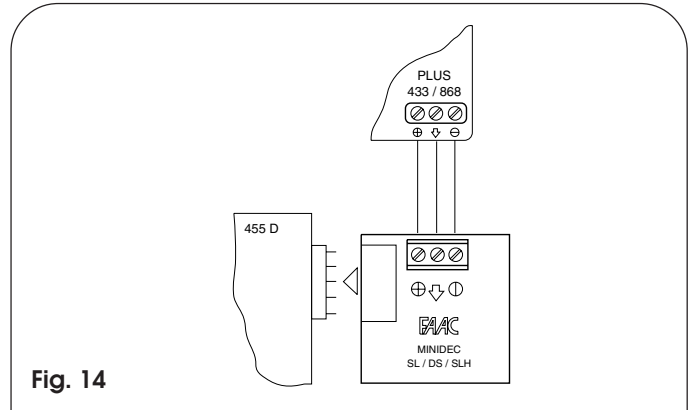 PLUS
433 / 868
455 D
FAAC
MINIDEC
SL / DS / SLH
Fig. 14